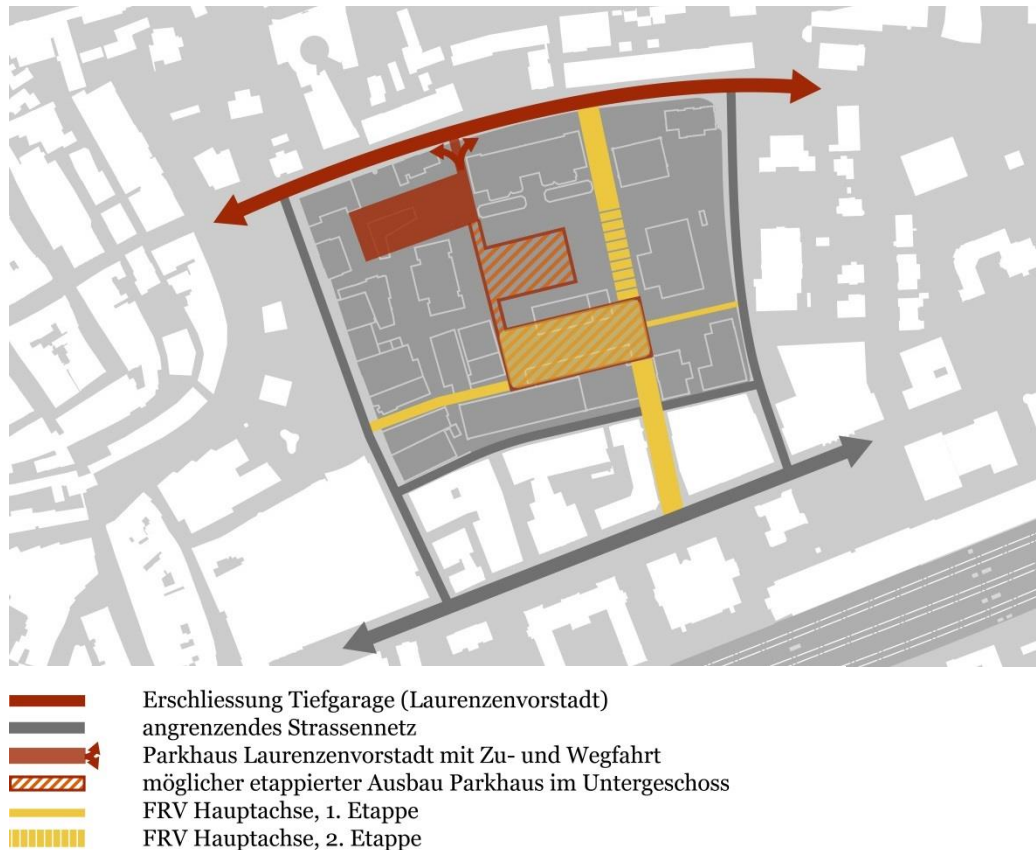 Erschliessung Tiefgarage (Laurenzenvorstadt)
angrenzendes Strassennetz
Parkhaus Laurenzenvorstadt mit Zu- und Wegfahrt
möglicher etappierter Ausbau Parkhaus im Untergeschoss
FRV Hauptachse, 1. Etappe
FRV Hauptachse, 2. Etappe